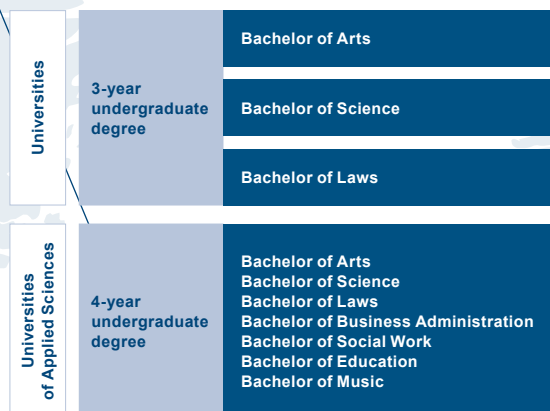 Universities
3-year
undergraduate
degree
Bachelor of Arts
Bachelor of Science
Bachelor of Laws
Universities
of Applied Sciences
4-year
undergraduate
degree
Bachelor of Arts
Bachelor of Science
Bachelor of Laws
Bachelor of Business Administration
Bachelor of Social Work
Bachelor of Education
Bachelor of Music